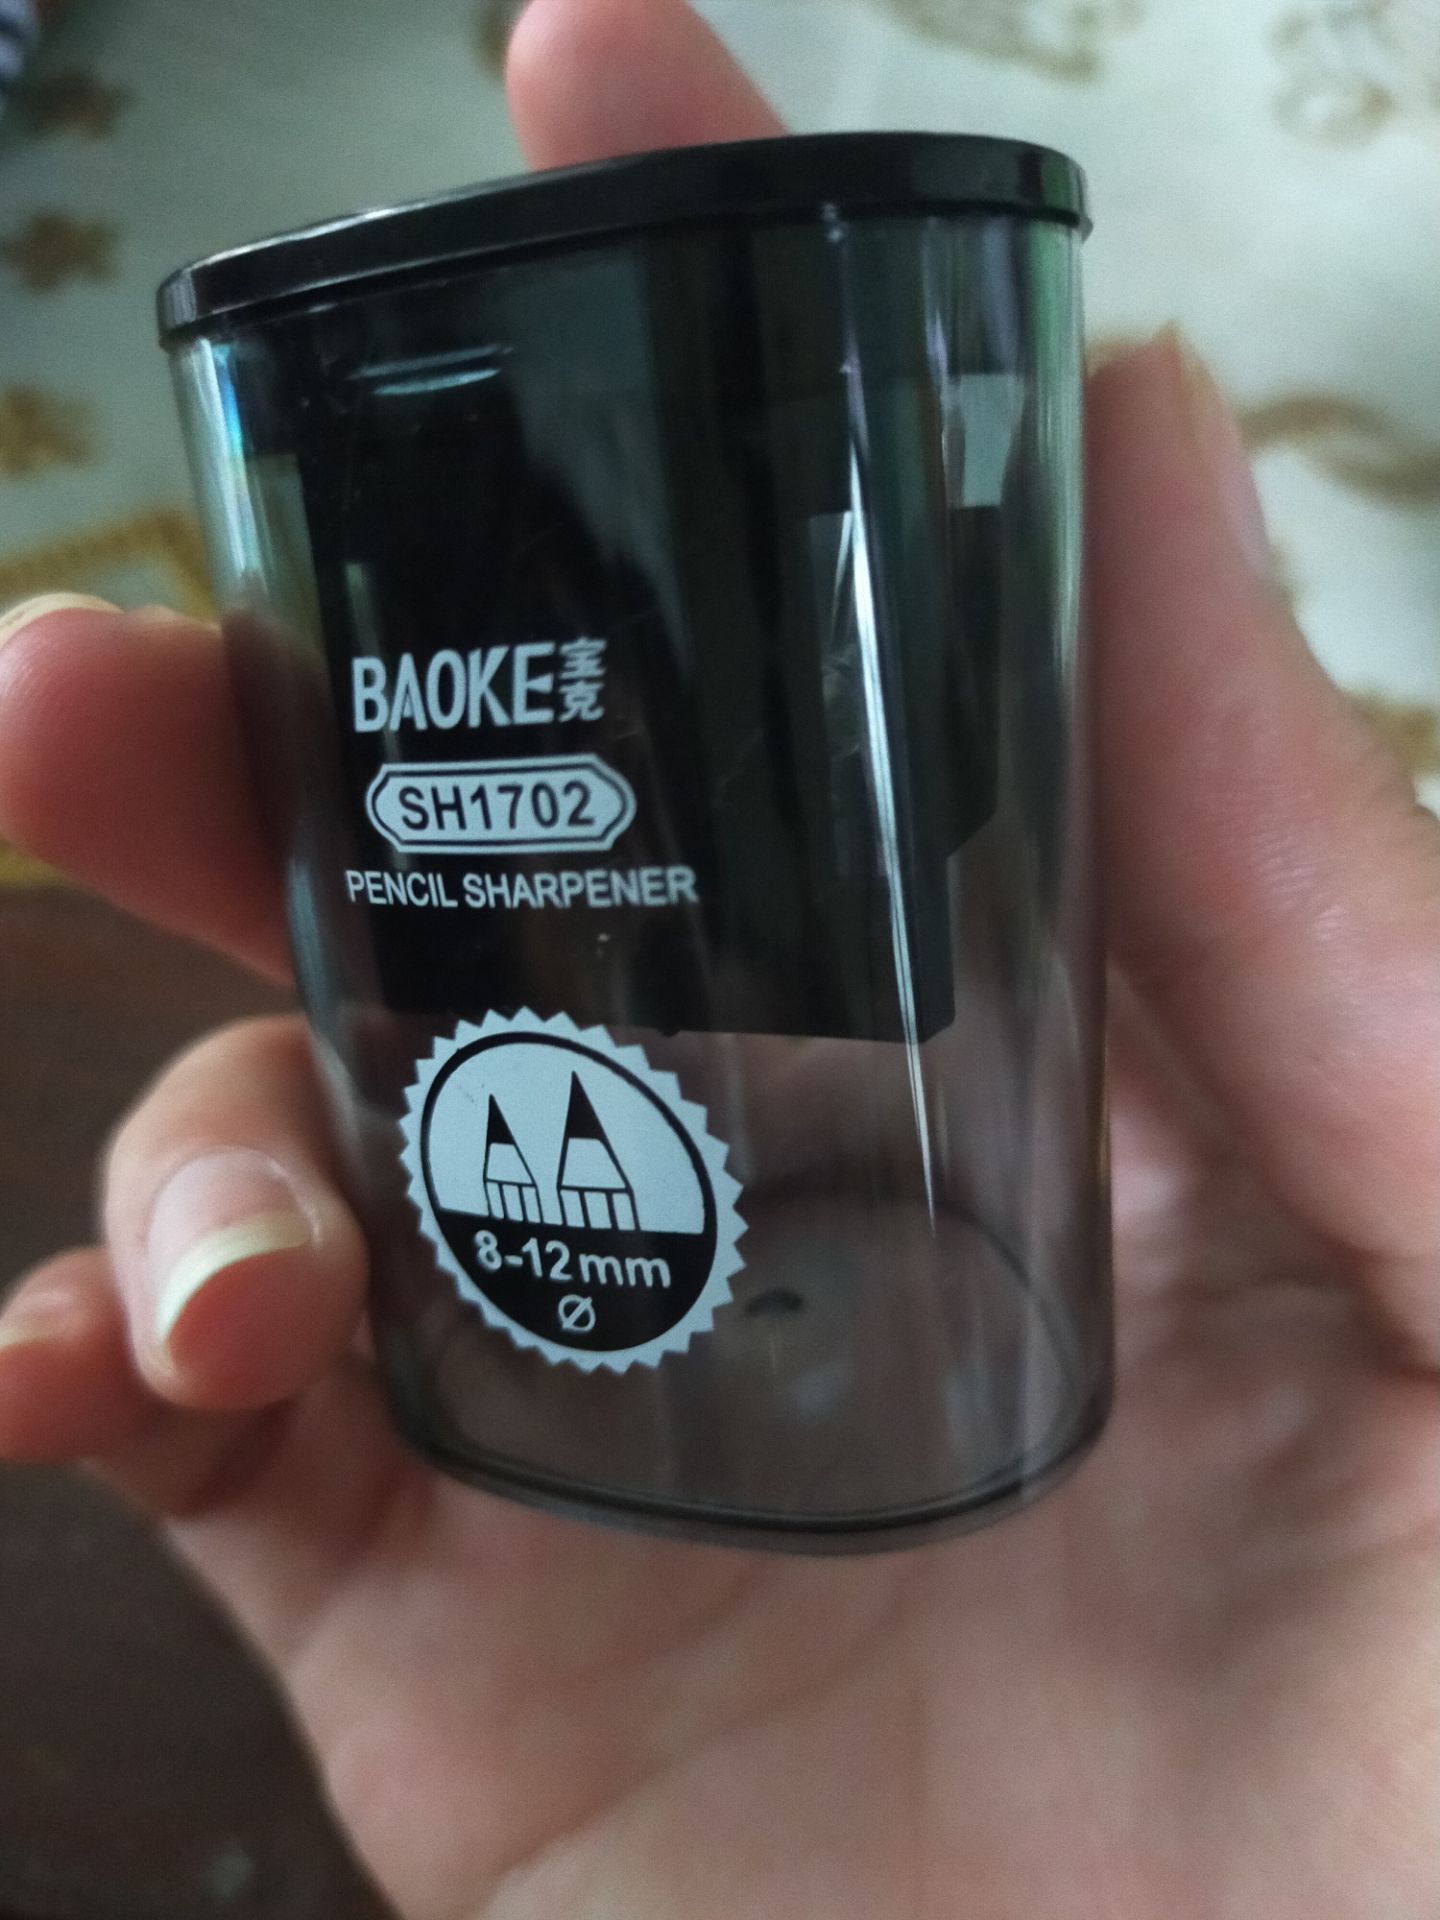 BAOKE宝克
SH1702
PENCIL SHARPENER
8-12mm
Ø